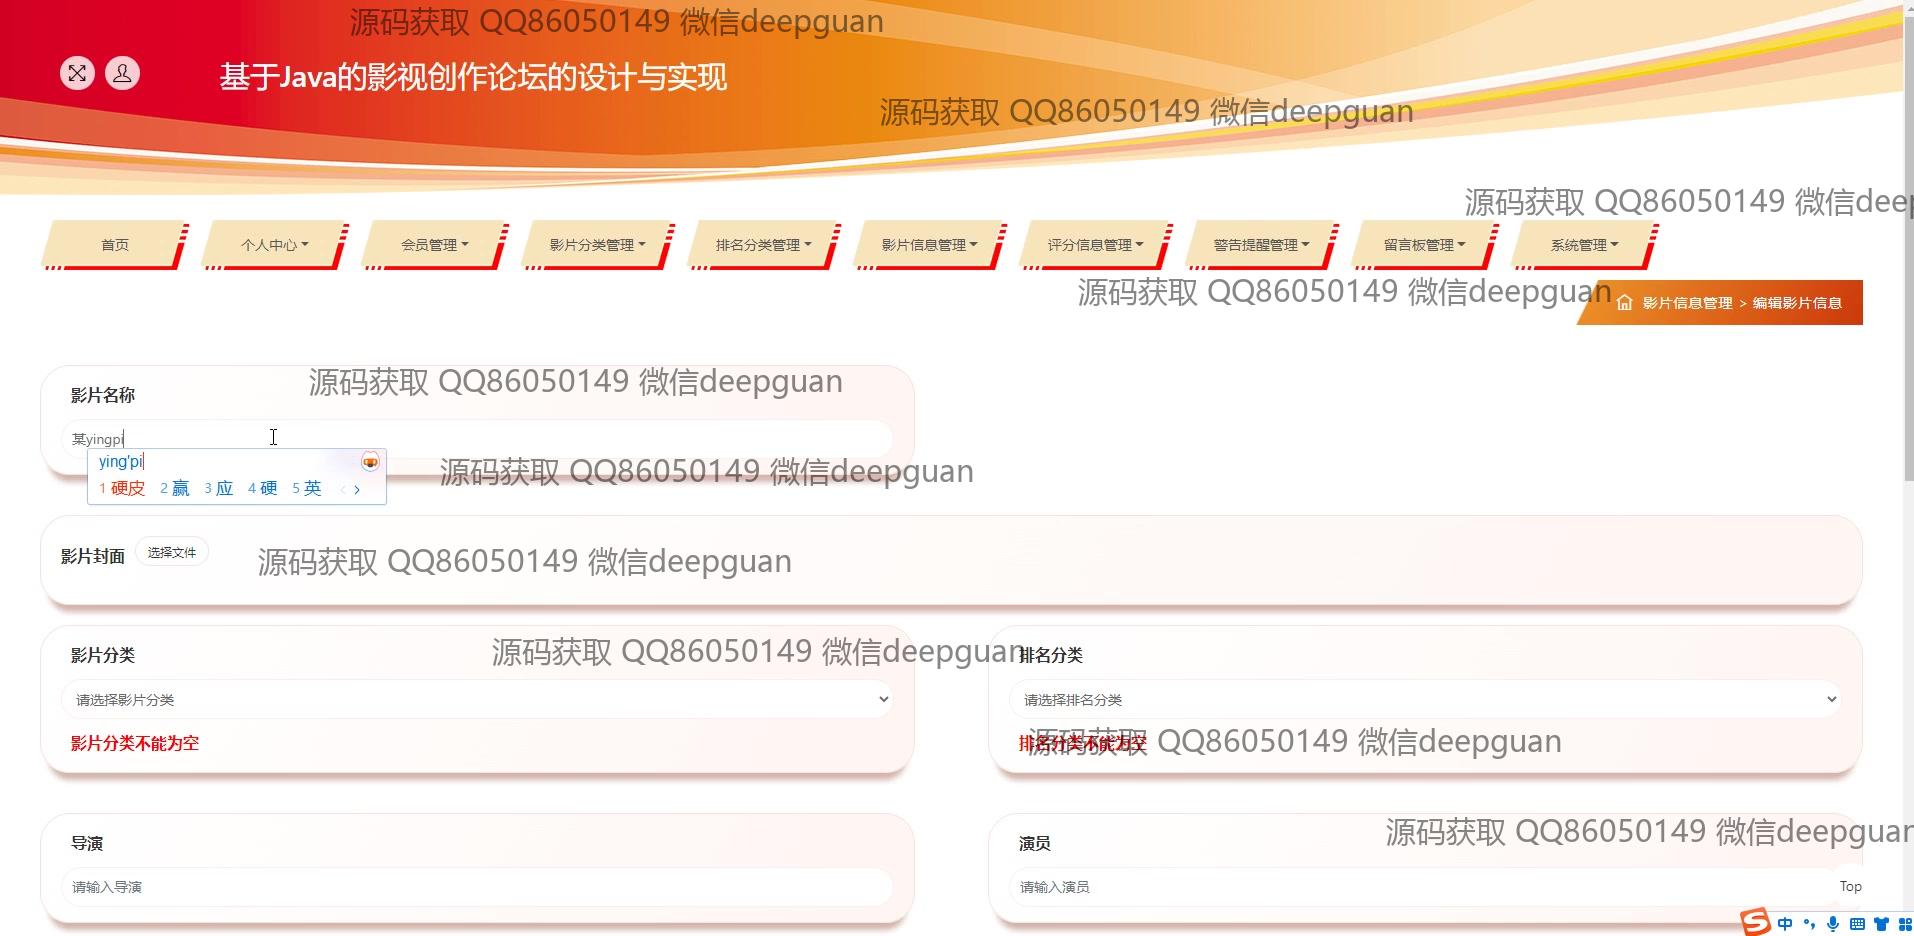 源码获取 QQ86050149 微信deepguan
基于Java的影视创作论坛的设计与实现
源码获取 QQ86050149 微信deepguan
源码获取 QQ86050149 微信deep
首页 个人中心 会员管理 影片分类管理 排名分类管理 影片信息管理 评分信息管理 警告提醒管理 留言板管理 系统管理
源码获取 QQ86050149 微信deepguan
影片信息管理 > 编辑影片信息
源码获取 QQ86050149 微信deepguan
影片名称
某yingpi
ying'pi
源码获取 QQ86050149 微信deepguan
1 硬皮 2 赢 3 应 4 硬 5 英
影片封面 选择文件
源码获取 QQ86050149 微信deepguan
源码获取 QQ86050149 微信deepguan
影片分类 排名分类
请选择影片分类 请选择排名分类
影片分类不能为空 排名分类不能为空
源码获取 QQ86050149 微信deepguan
源码获取 QQ86050149 微信deepguan
导演 演员
请输入导演 请输入演员
Top
中